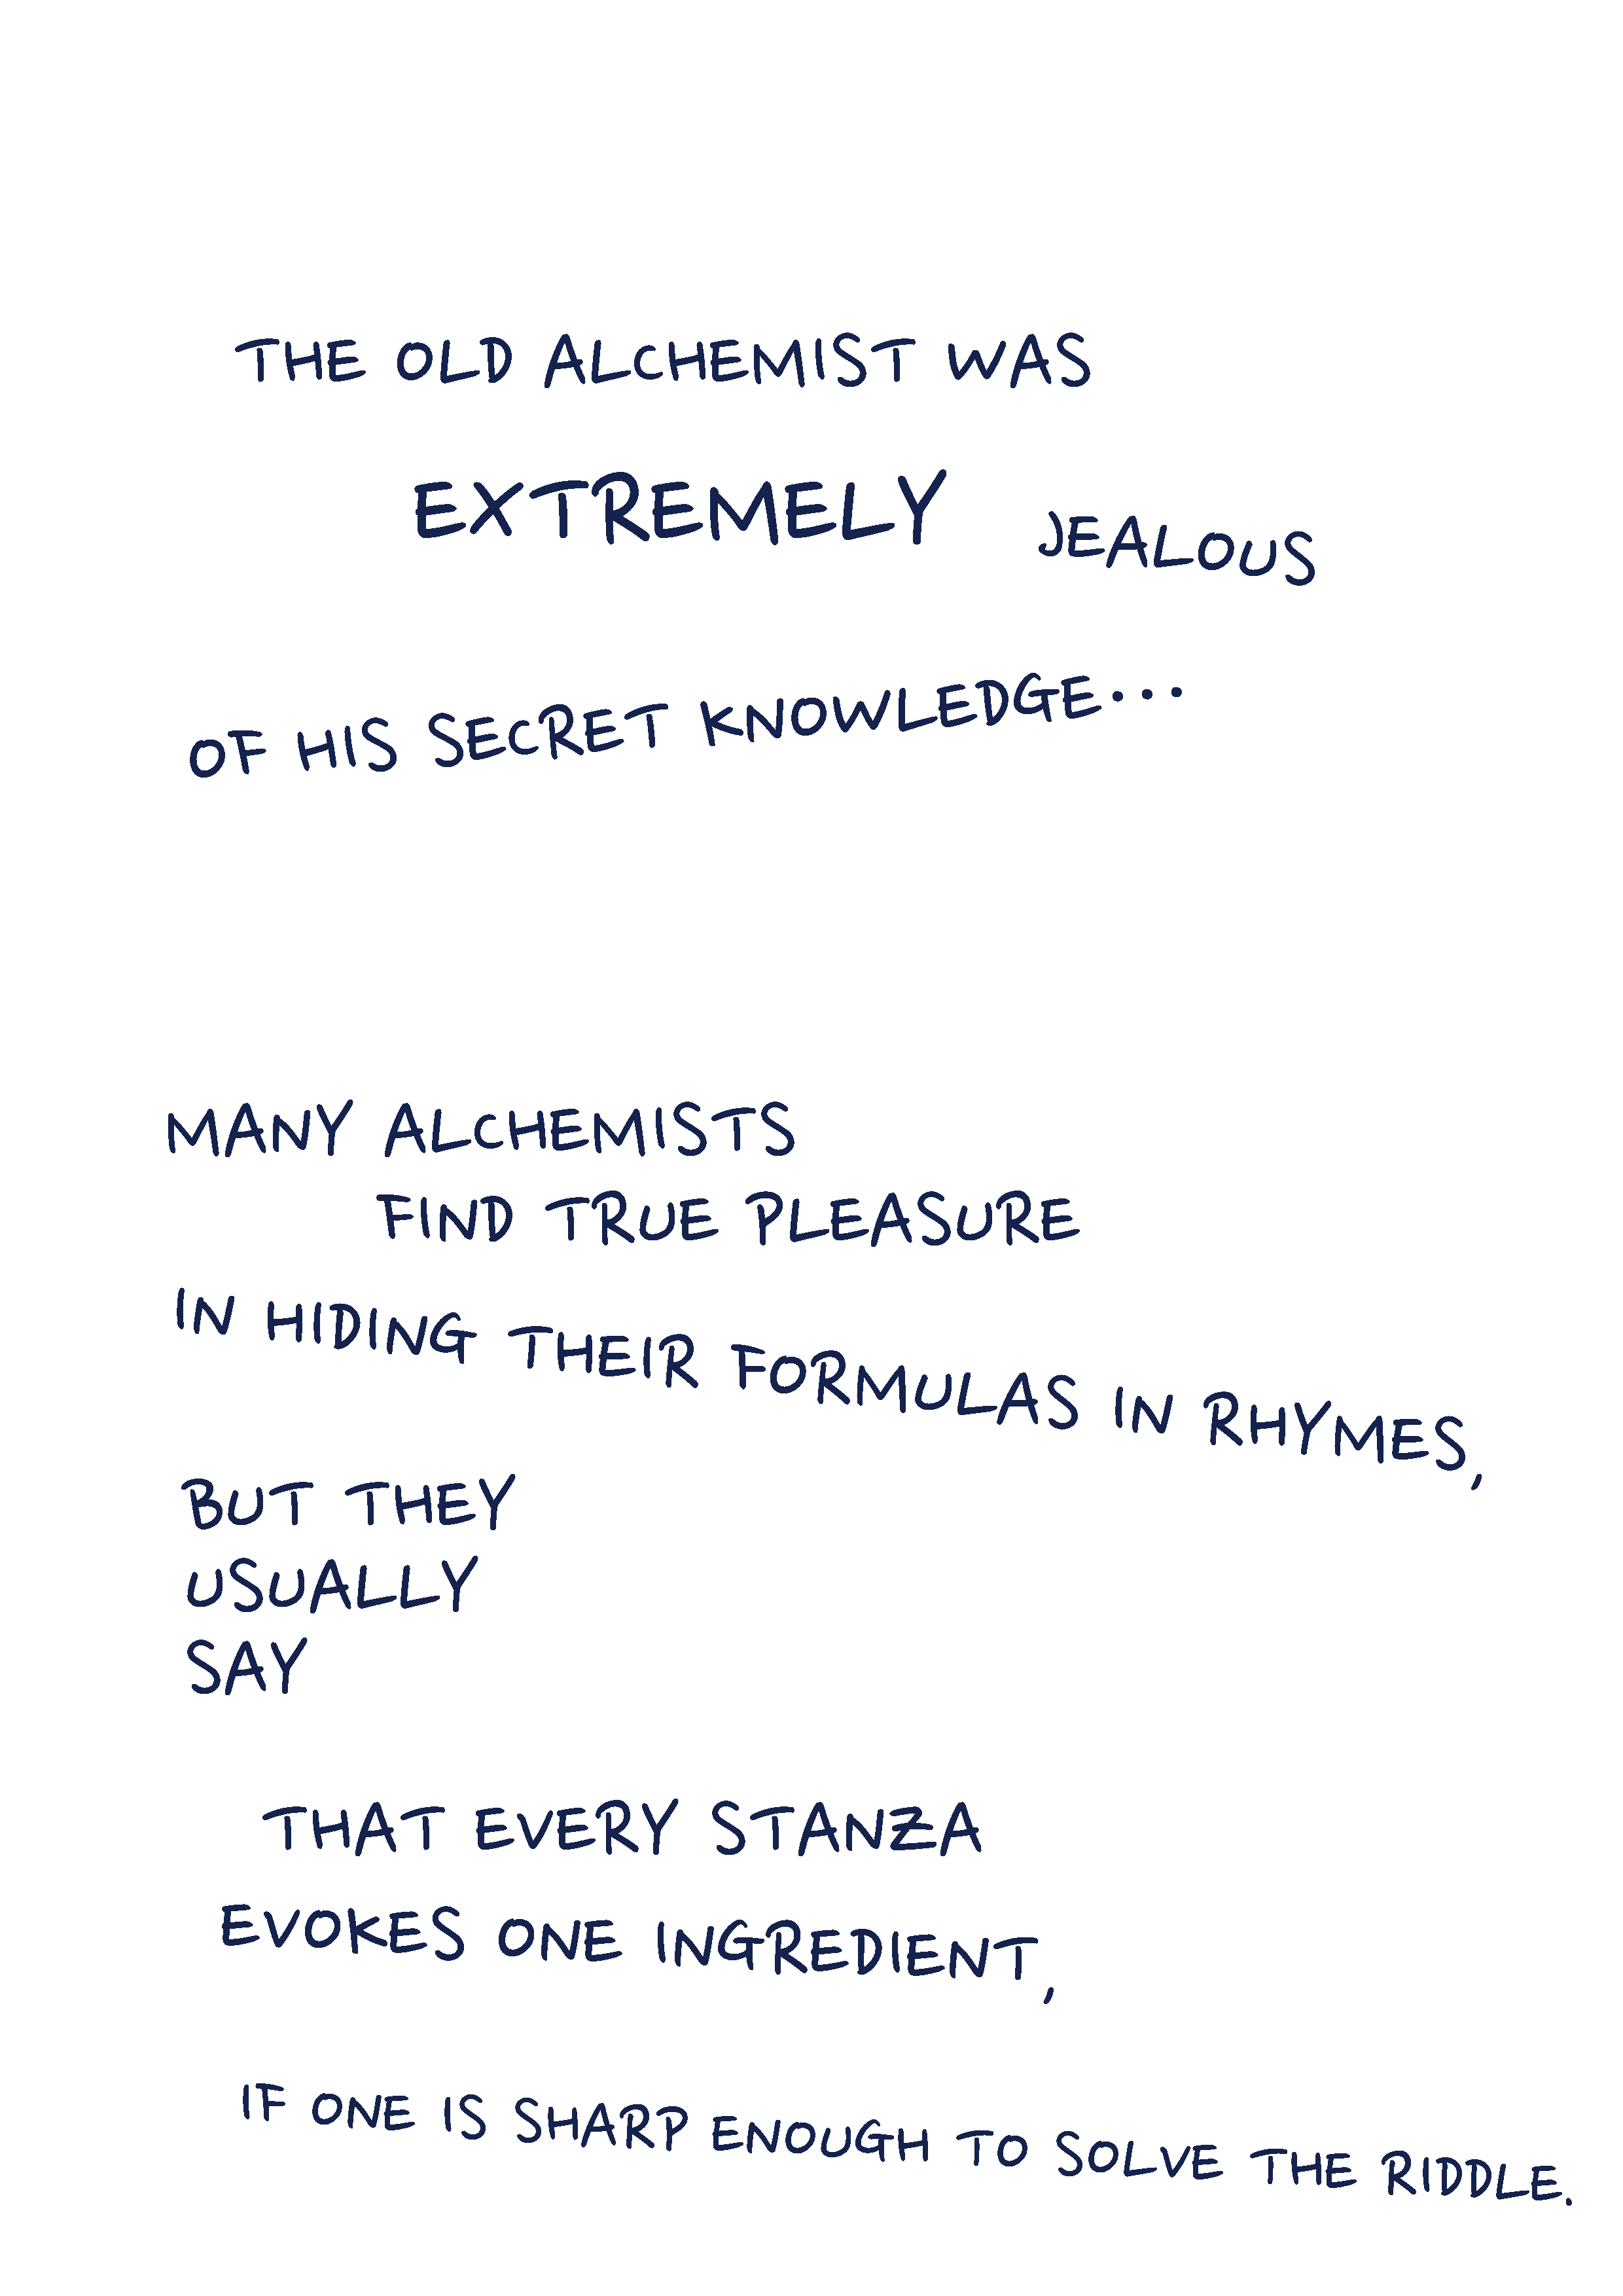 THE OLD ALCHEMIST WAS
EXTREMELY JEALOUS
OF HIS SECRET KNOWLEDGE...
MANY ALCHEMISTS
FIND TRUE PLEASURE
IN HIDING THEIR FORMULAS IN RHYMES,
BUT THEY
USUALLY
SAY
THAT EVERY STANZA
EVOKES ONE INGREDIENT,
IF ONE IS SHARP ENOUGH TO SOLVE THE RIDDLE.